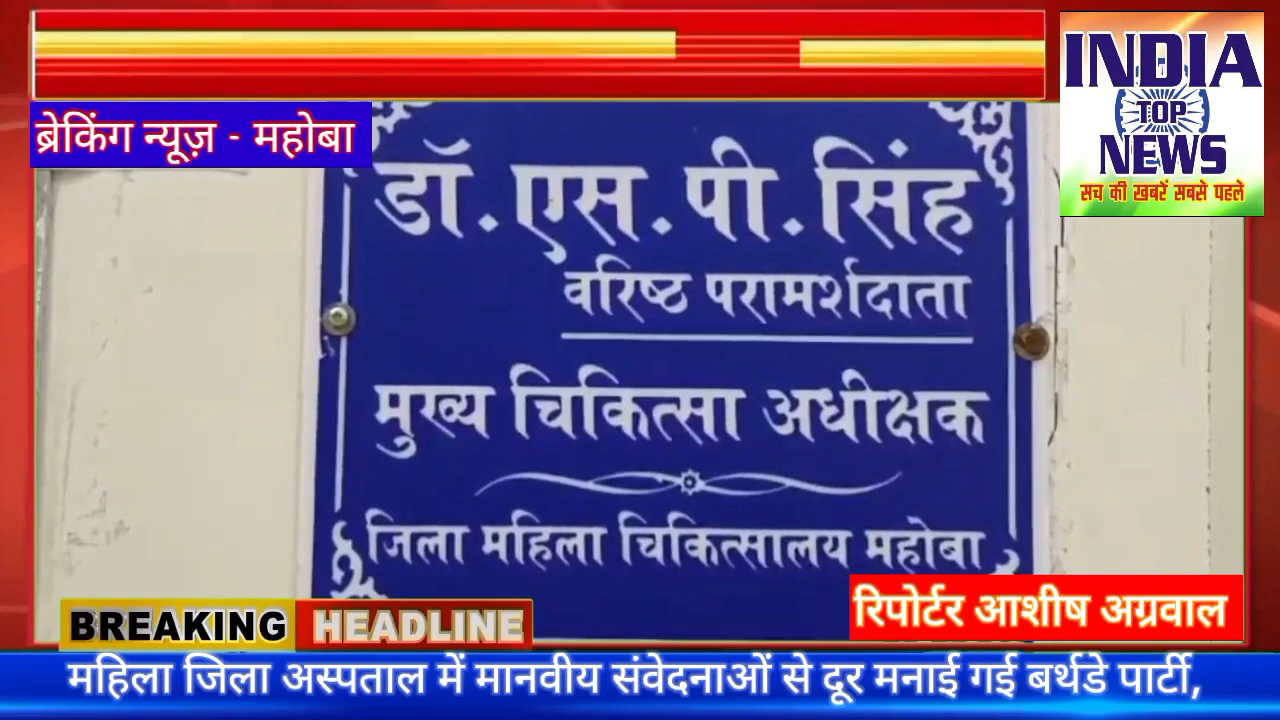 INDIA
TOP
NEWS
सच की खबरें सबसे पहले
ब्रेकिंग न्यूज़ - महोबा
डॉ.एस.पी.सिंह
वरिष्ठ परामर्शदाता
मुख्य चिकित्सा अधीक्षक
जिला महिला चिकित्सालय महोबा
रिपोर्टर आशीष अग्रवाल
BREAKING HEADLINE
महिला जिला अस्पताल में मानवीय संवेदनाओं से दूर मनाई गई बर्थडे पार्टी,